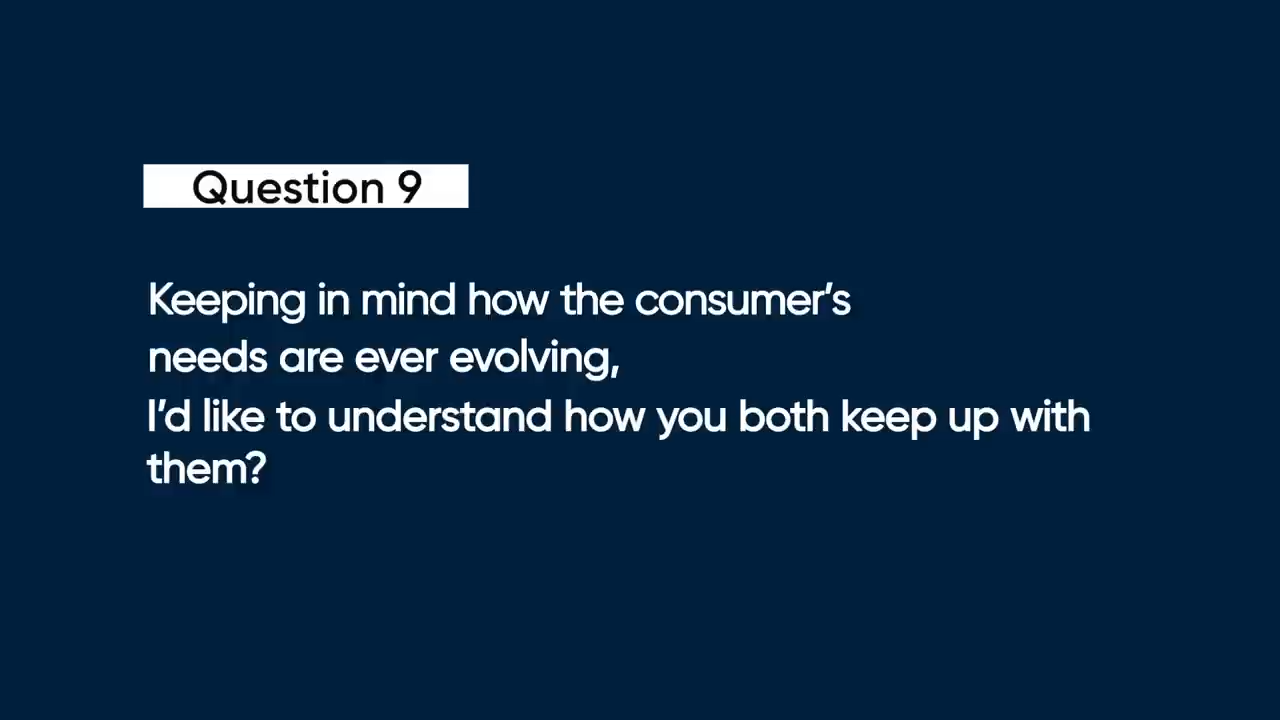 Question 9
Keeping in mind how the consumer’s
needs are ever evolving,
I’d like to understand how you both keep up with
them?